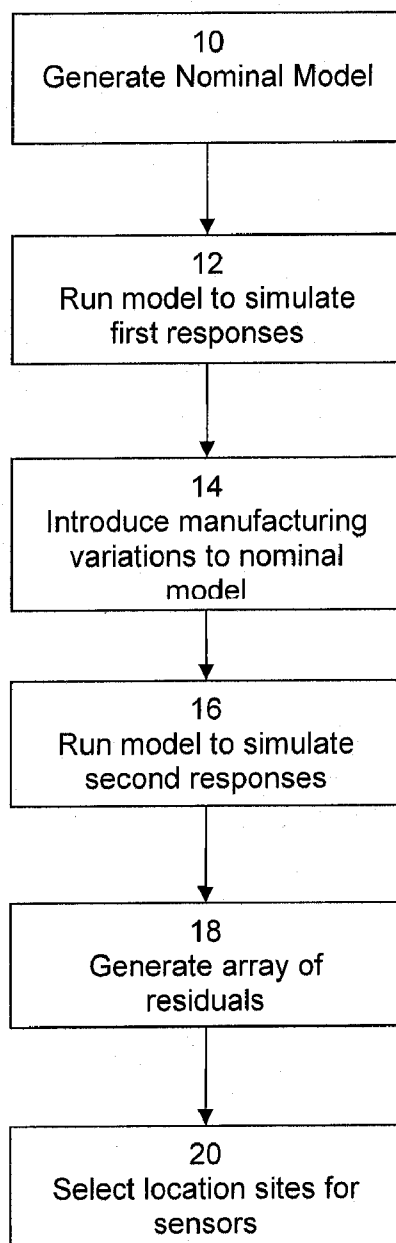 10
Generate Nominal Model
12
Run model to simulate
first responses
14
Introduce manufacturing
variations to nominal
model
16
Run model to simulate
second responses
18
Generate array of
residuals
20
Select location sites for
sensors